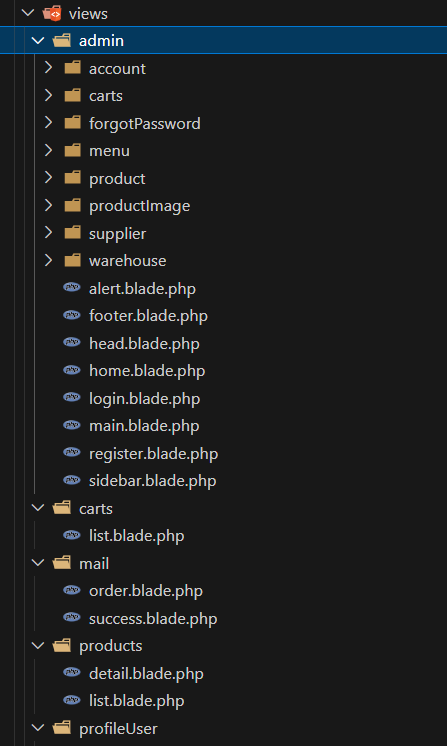 views
admin
account
carts
forgotPassword
menu
product
productImage
supplier
warehouse
alert.blade.php
footer.blade.php
head.blade.php
home.blade.php
login.blade.php
main.blade.php
register.blade.php
sidebar.blade.php
carts
list.blade.php
mail
order.blade.php
success.blade.php
products
detail.blade.php
list.blade.php
profileUser